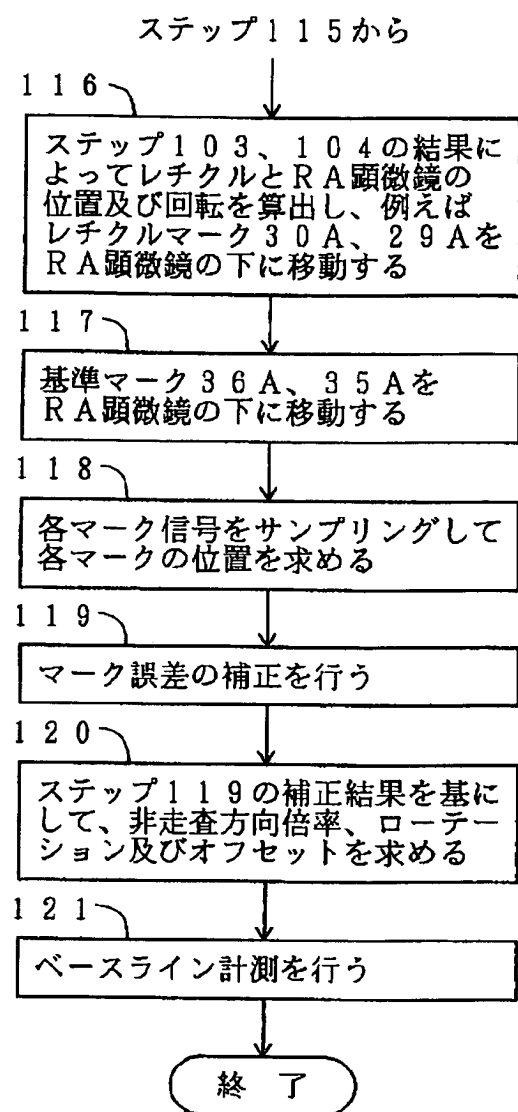 ステップ115から
116
ステップ103、104の結果に
よってレチクルとRA顕微鏡の
位置及び回転を算出し、例えば
レチクルマーク30A、29Aを
RA顕微鏡の下に移動する
117
基準マーク36A、35Aを
RA顕微鏡の下に移動する
118
各マーク信号をサンプリングして
各マークの位置を求める
119
マーク誤差の補正を行う
120
ステップ119の補正結果を基に
して、非走査方向倍率、ローテー
ション及びオフセットを求める
121
ベースライン計測を行う
終 了